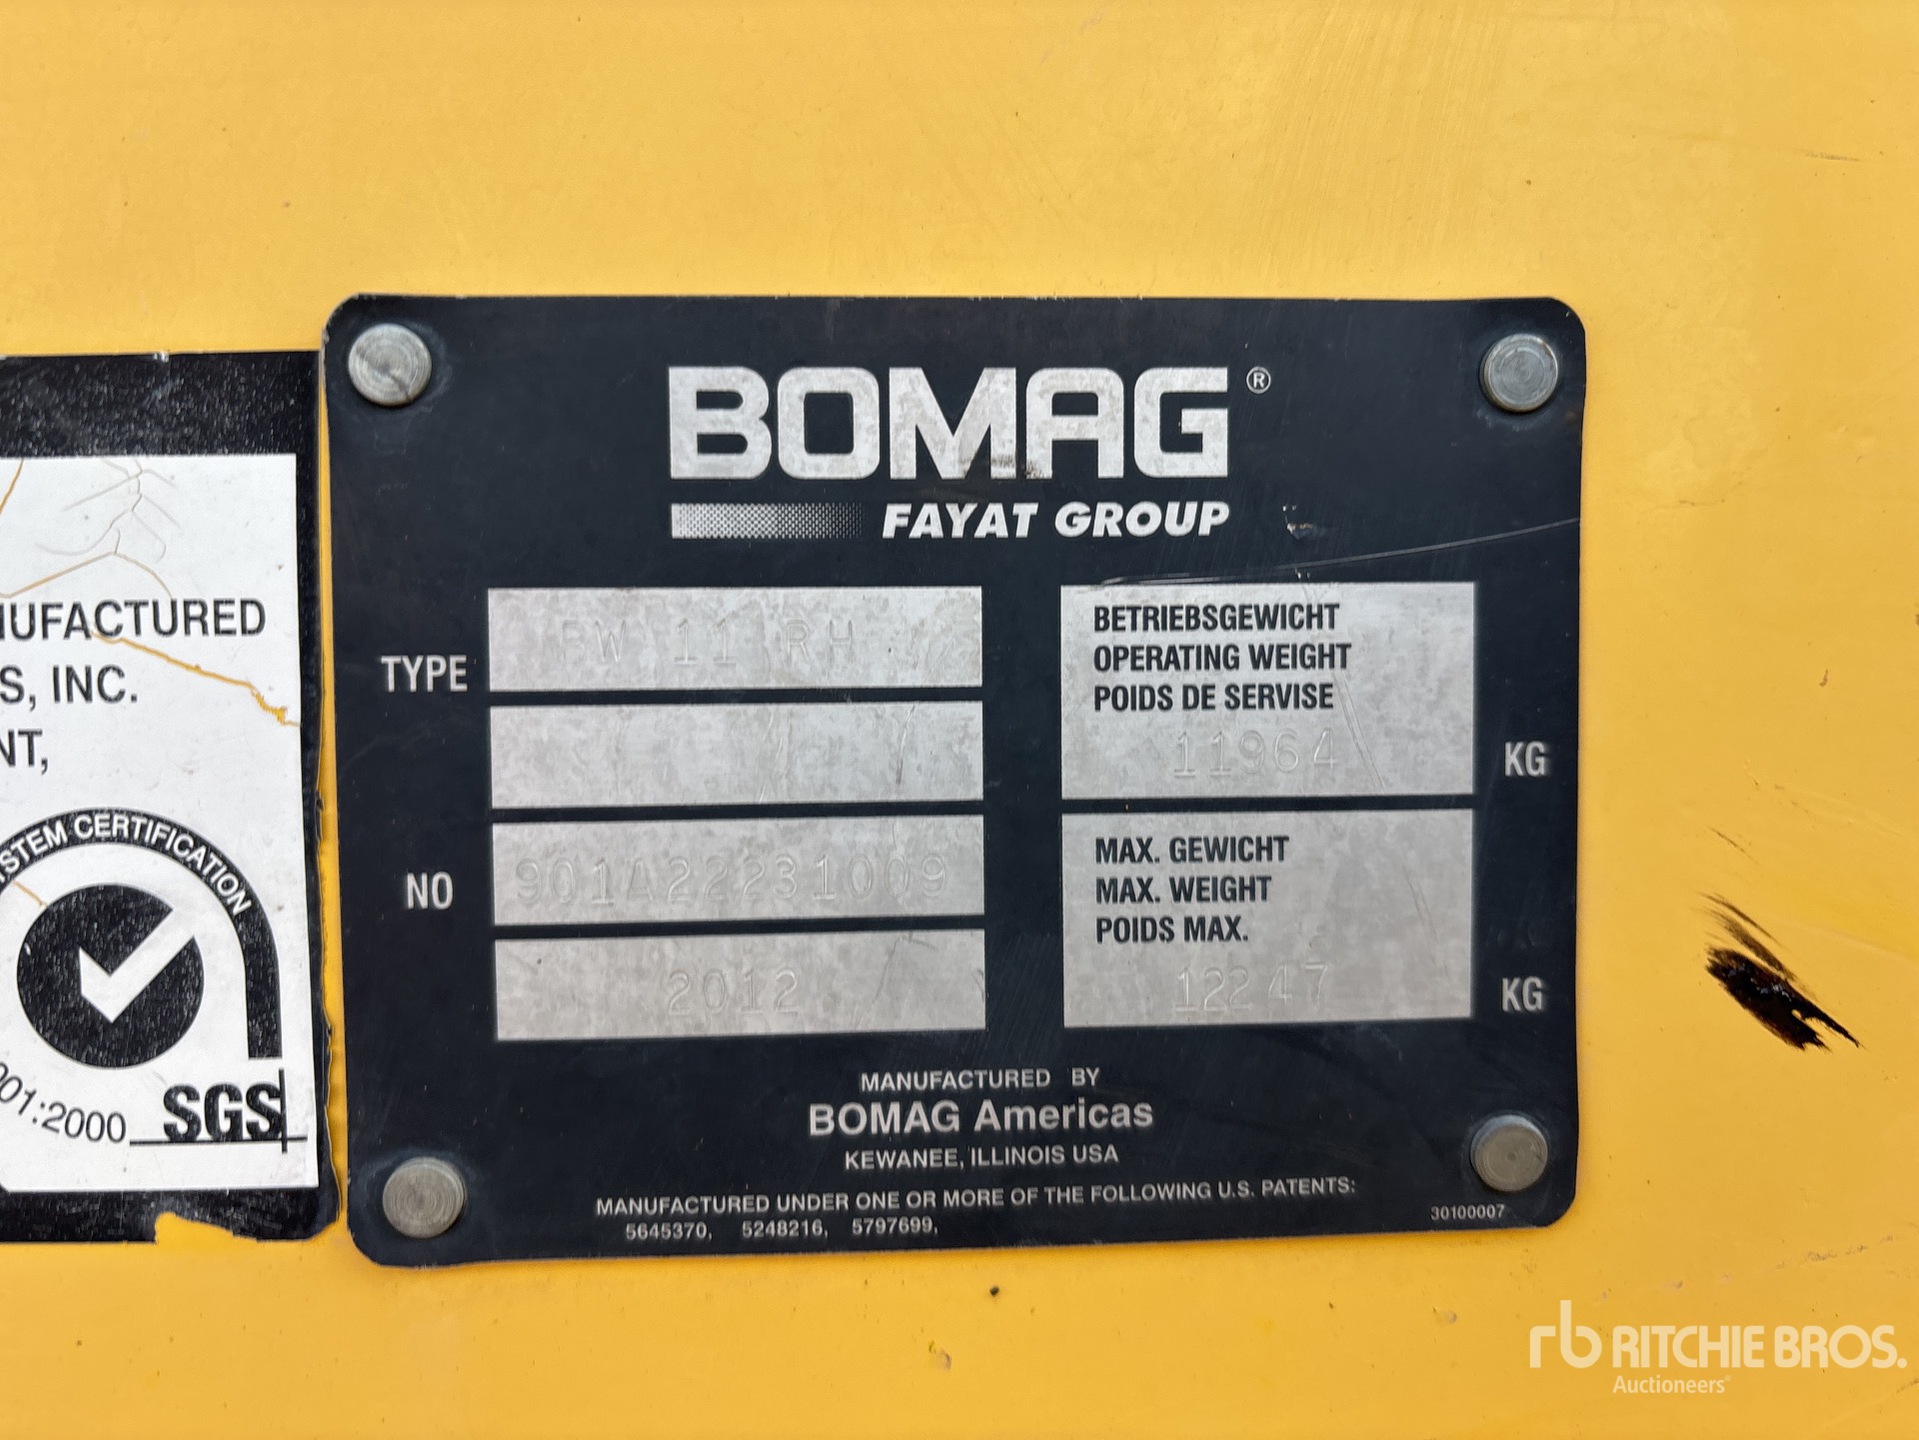 NUFACTURED
S, INC.
NT,
STEM CERTIFICATION
001:2000
SGS
BOMAG®
FAYAT GROUP
TYPE BW 11 RH
NO 901A22231009
2012
BETRIEBSGEWICHT
OPERATING WEIGHT
POIDS DE SERVISE
11964 KG
MAX. GEWICHT
MAX. WEIGHT
POIDS MAX.
12247 KG
MANUFACTURED BY
BOMAG Americas
KEWANEE, ILLINOIS USA
MANUFACTURED UNDER ONE OR MORE OF THE FOLLOWING U.S. PATENTS:
5645370, 5248216, 5797699,
30100007
rb RITCHIE BROS.
Auctioneers